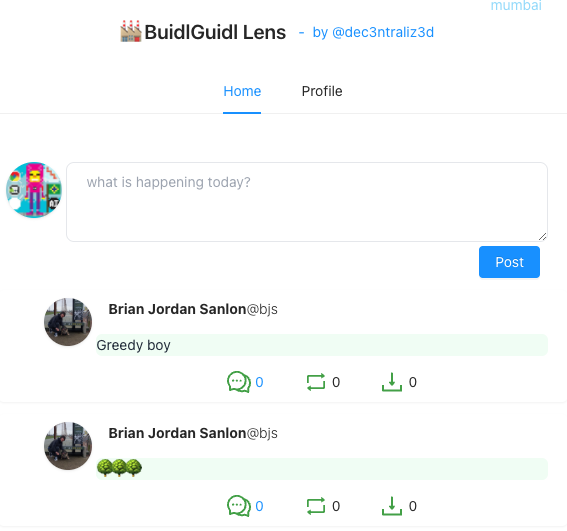 mumbai
🏭BuidlGuidl Lens - by @dec3ntraliz3d
Home Profile
what is happening today?
Post
Brian Jordan Sanlon@bjs
Greedy boy
0 0 0
Brian Jordan Sanlon@bjs
🌳🌳🌳
0 0 0